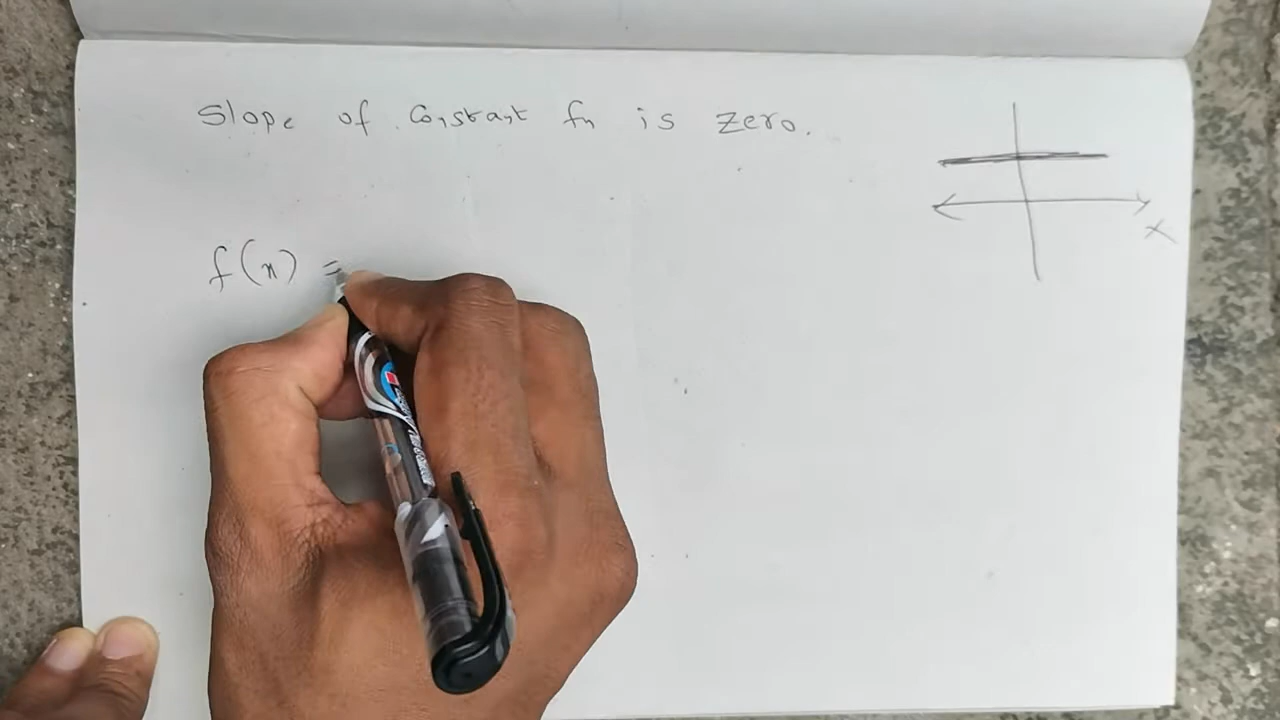 Slope of constant fn is zero.
x
f(x) =